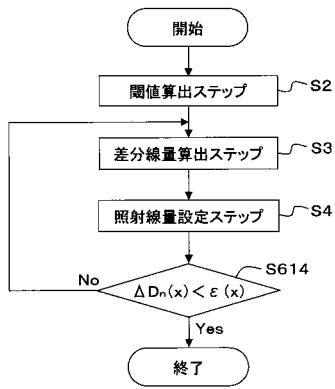 開始
閾値算出ステップ
S2
差分線量算出ステップ
S3
照射線量設定ステップ
S4
S614
No
ΔDn(x)<ε(x)
Yes
終了